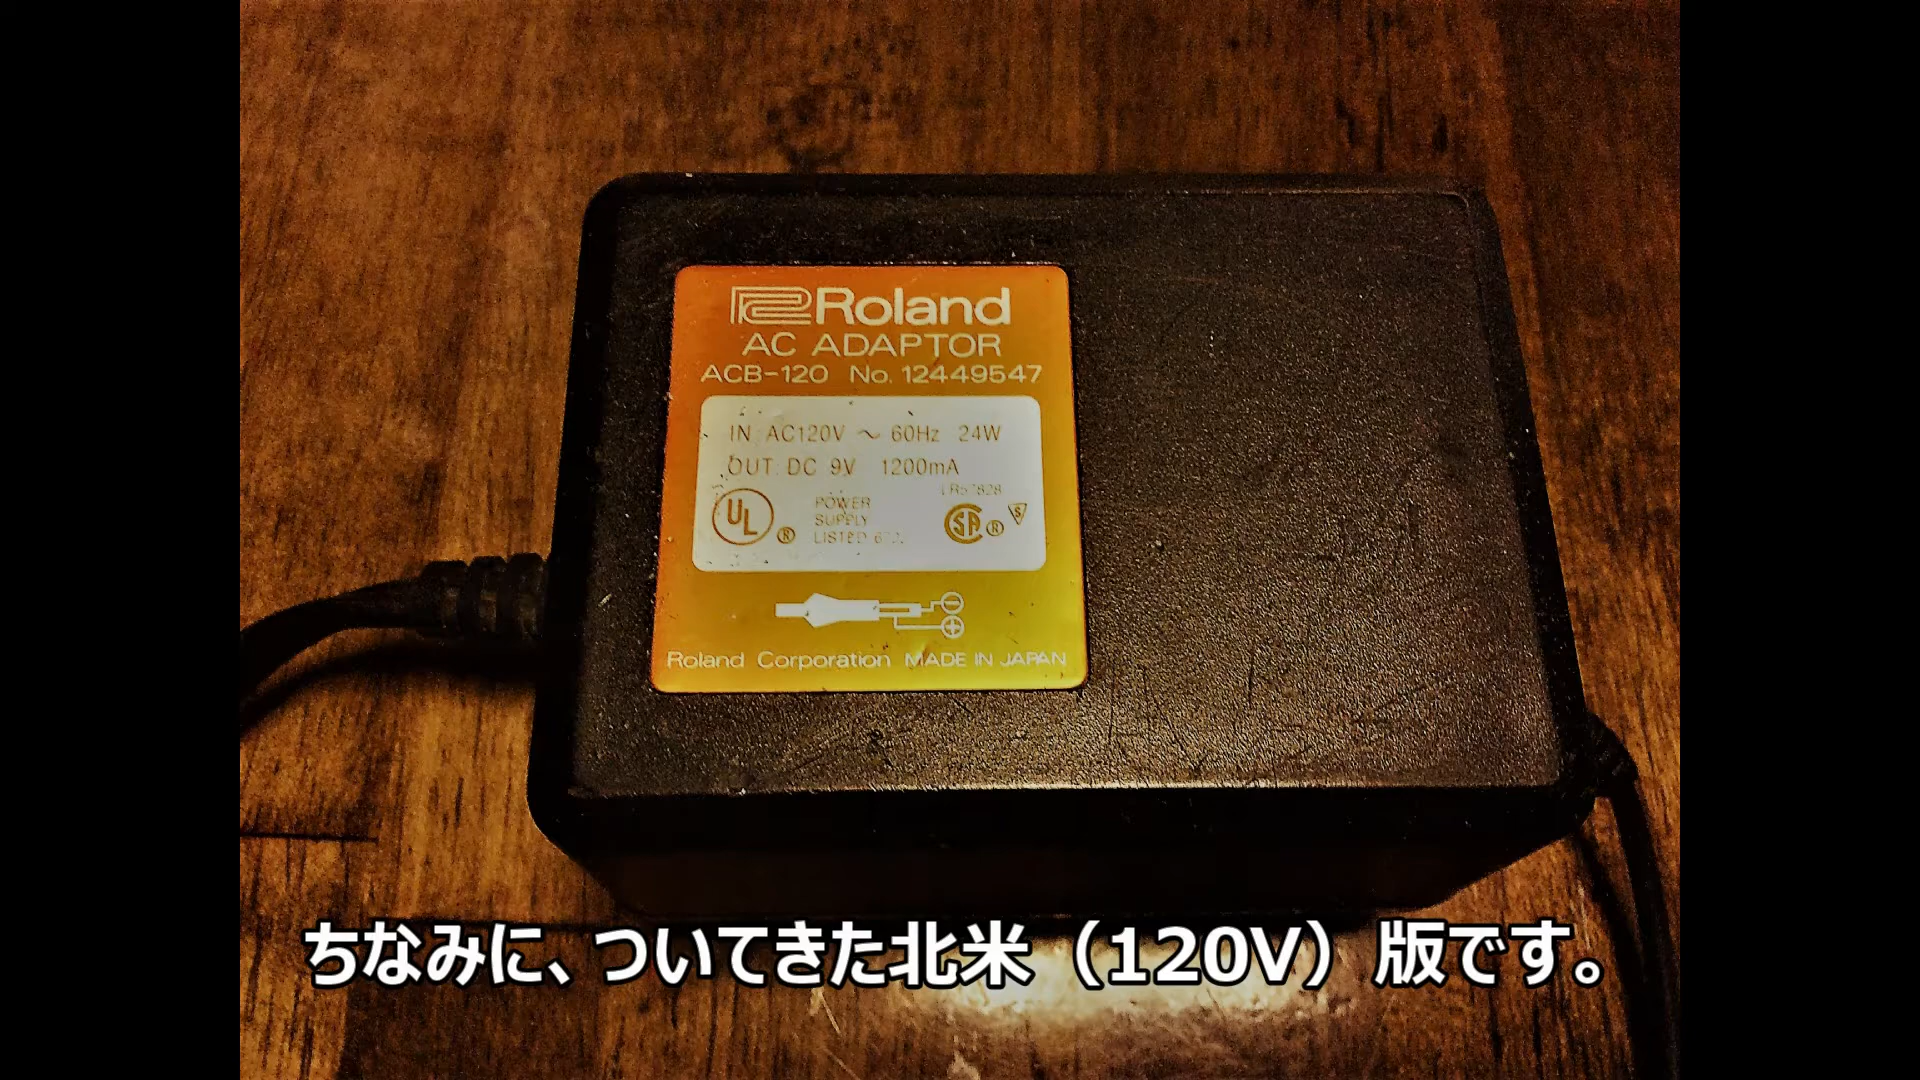 Roland
AC ADAPTOR
ACB-120 No. 12449547
IN: AC120V ～ 60Hz 24W
OUT: DC 9V 1200mA
UL ®
POWER
SUPPLY
LISTED
SA ® S
Roland Corporation MADE IN JAPAN
ちなみに、ついてきた北米（120V）版です。